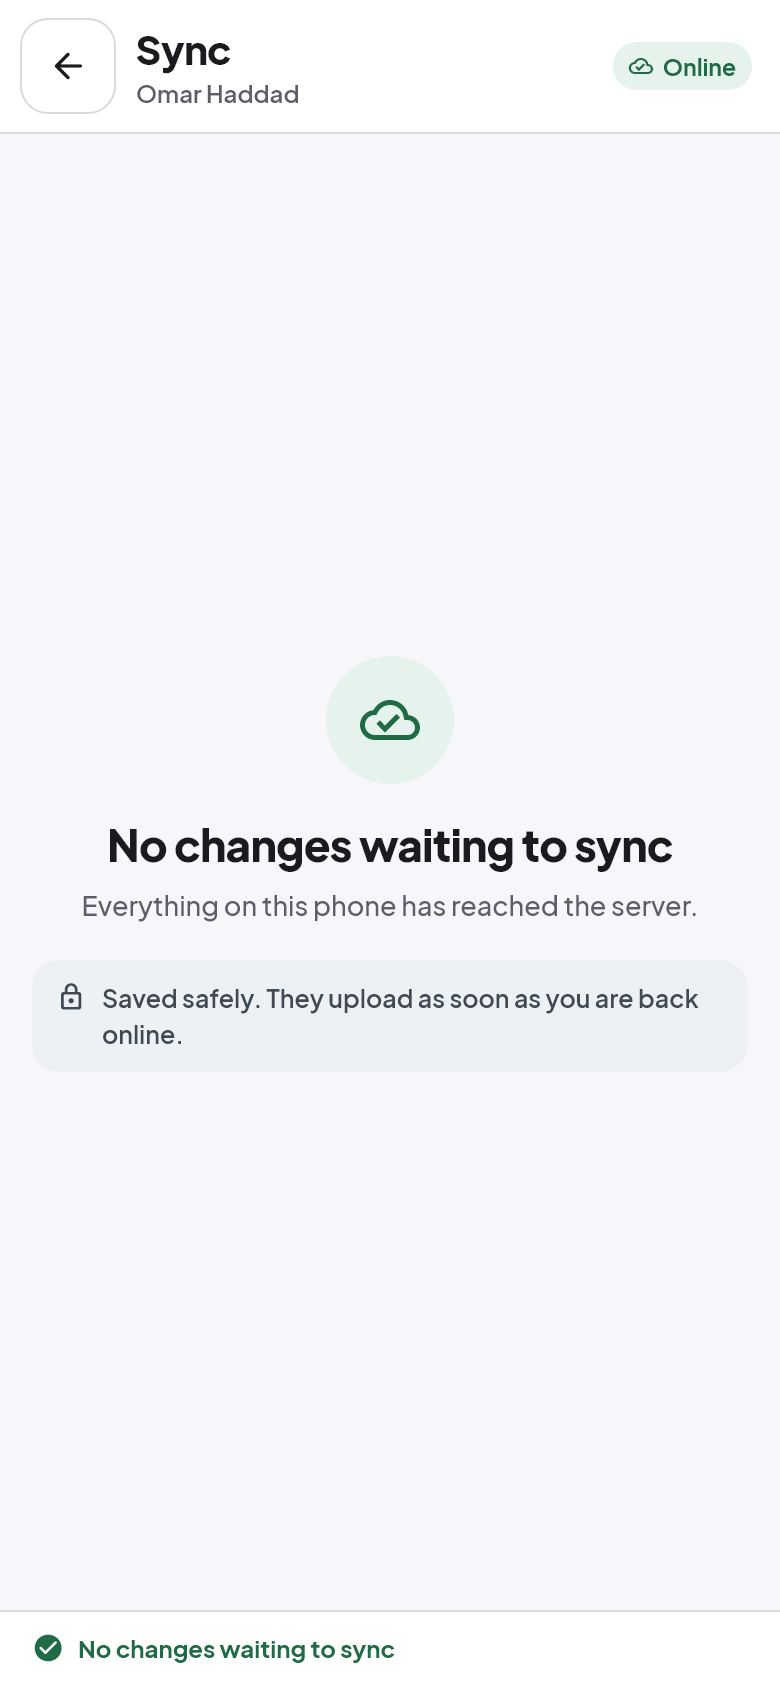 Sync
Omar Haddad
Online
No changes waiting to sync
Everything on this phone has reached the server.
Saved safely. They upload as soon as you are back
online.
No changes waiting to sync